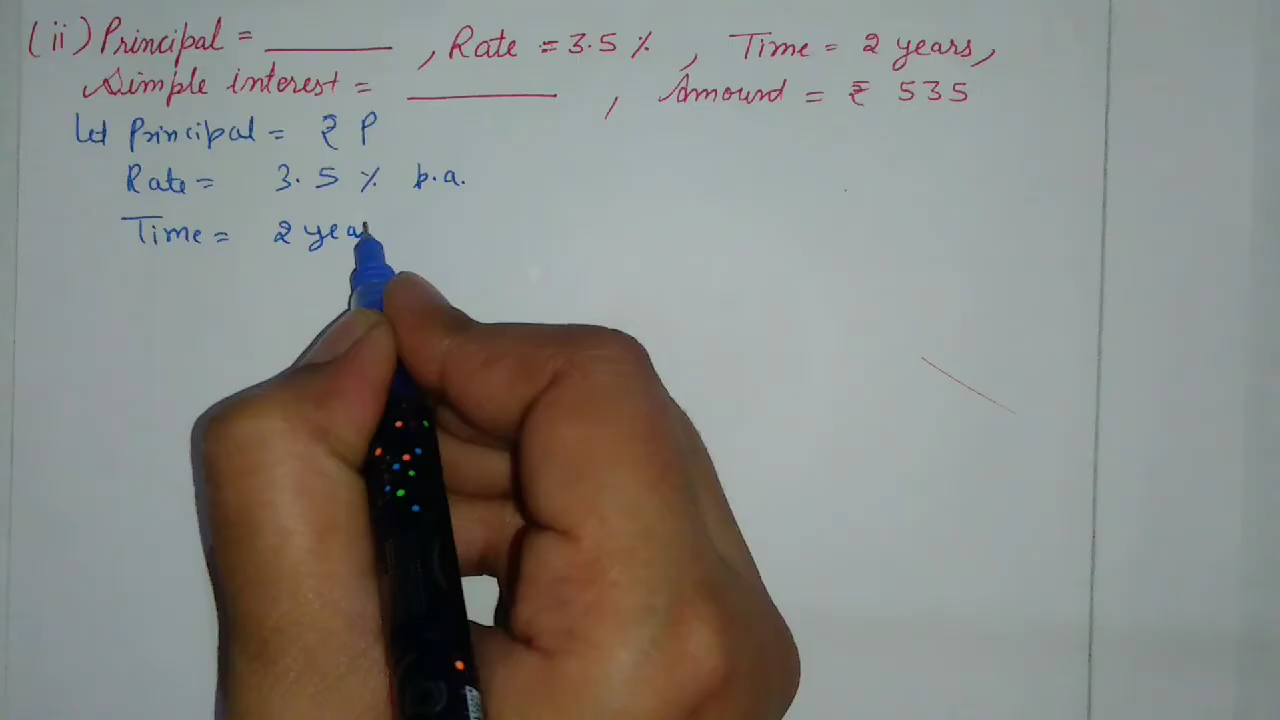 (ii) Principal = ________ , Rate = 3.5 % , Time = 2 years,
Simple interest = ________ , Amount = ₹ 535
Let Principal = ₹ P
Rate = 3.5 % p.a.
Time = 2 yea